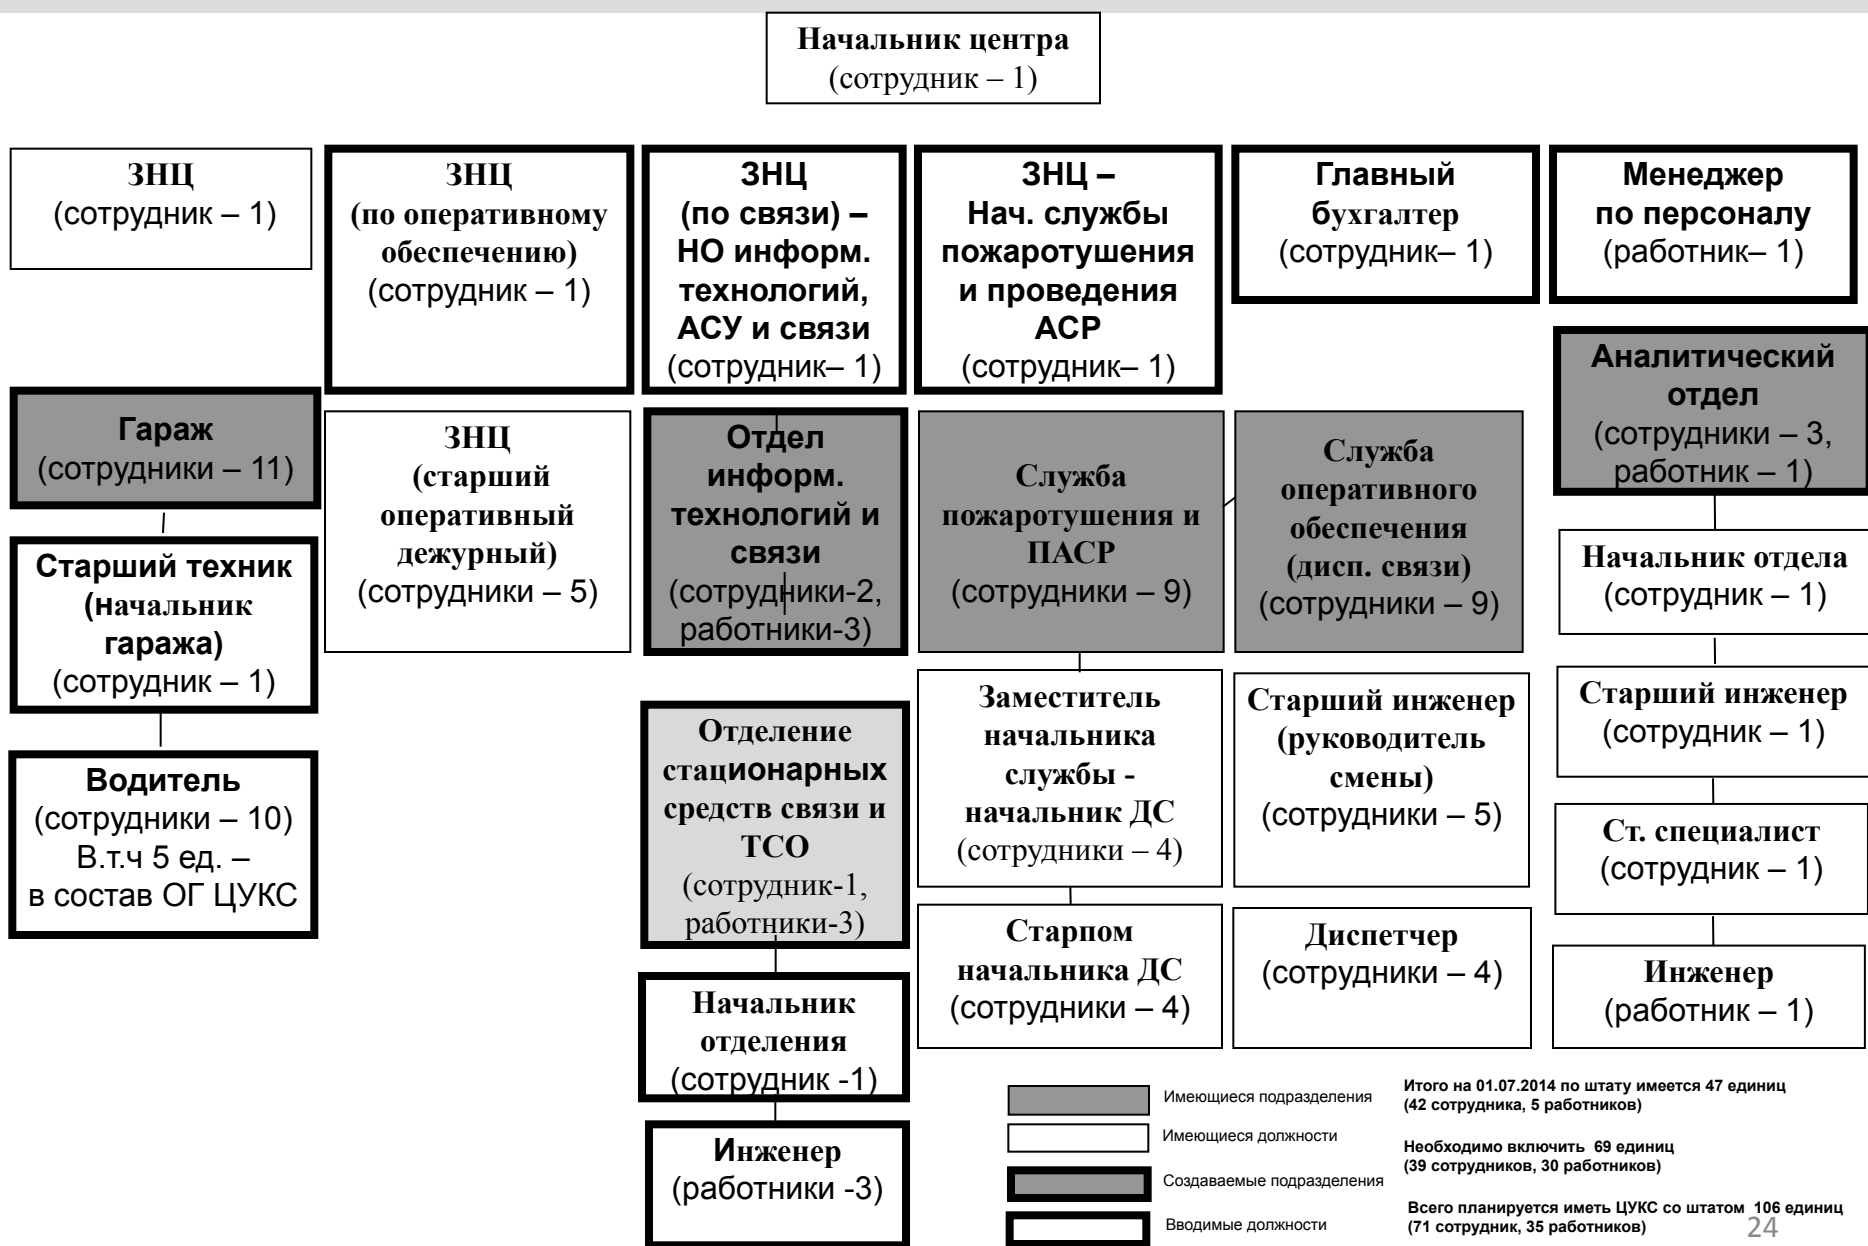 Начальник центра
(сотрудник – 1)
ЗНЦ
(сотрудник – 1)
ЗНЦ
(по оперативному
обеспечению)
(сотрудник – 1)
ЗНЦ
(по связи) –
НО информ.
технологий,
АСУ и связи
(сотрудник– 1)
ЗНЦ –
Нач. службы
пожаротушения
и проведения
АСР
(сотрудник– 1)
Главный
бухгалтер
(сотрудник– 1)
Менеджер
по персоналу
(работник– 1)
Гараж
(сотрудники – 11)
ЗНЦ
(старший
оперативный
дежурный)
(сотрудники – 5)
Отдел
информ.
технологий и
связи
(сотрудники-2,
работники-3)
Служба
пожаротушения и
ПАСР
(сотрудники – 9)
Служба
оперативного
обеспечения
(дисп. связи)
(сотрудники – 9)
Аналитический
отдел
(сотрудники – 3,
работник – 1)
Старший техник
(начальник
гаража)
(сотрудник – 1)
Водитель
(сотрудники – 10)
В.т.ч 5 ед. –
в состав ОГ ЦУКС
Отделение
стационарных
средств связи и
ТСО
(сотрудник-1,
работники-3)
Начальник
отделения
(сотрудник -1)
Инженер
(работники -3)
Заместитель
начальника
службы -
начальник ДС
(сотрудники – 4)
Старпом
начальника ДС
(сотрудники – 4)
Старший инженер
(руководитель
смены)
(сотрудники – 5)
Диспетчер
(сотрудники – 4)
Начальник отдела
(сотрудник – 1)
Старший инженер
(сотрудник – 1)
Ст. специалист
(сотрудник – 1)
Инженер
(работник – 1)
Имеющиеся подразделения
Имеющиеся должности
Создаваемые подразделения
Вводимые должности
Итого на 01.07.2014 по штату имеется 47 единиц
(42 сотрудника, 5 работников)
Необходимо включить 69 единиц
(39 сотрудников, 30 работников)
Всего планируется иметь ЦУКС со штатом 106 единиц
(71 сотрудник, 35 работников)
24